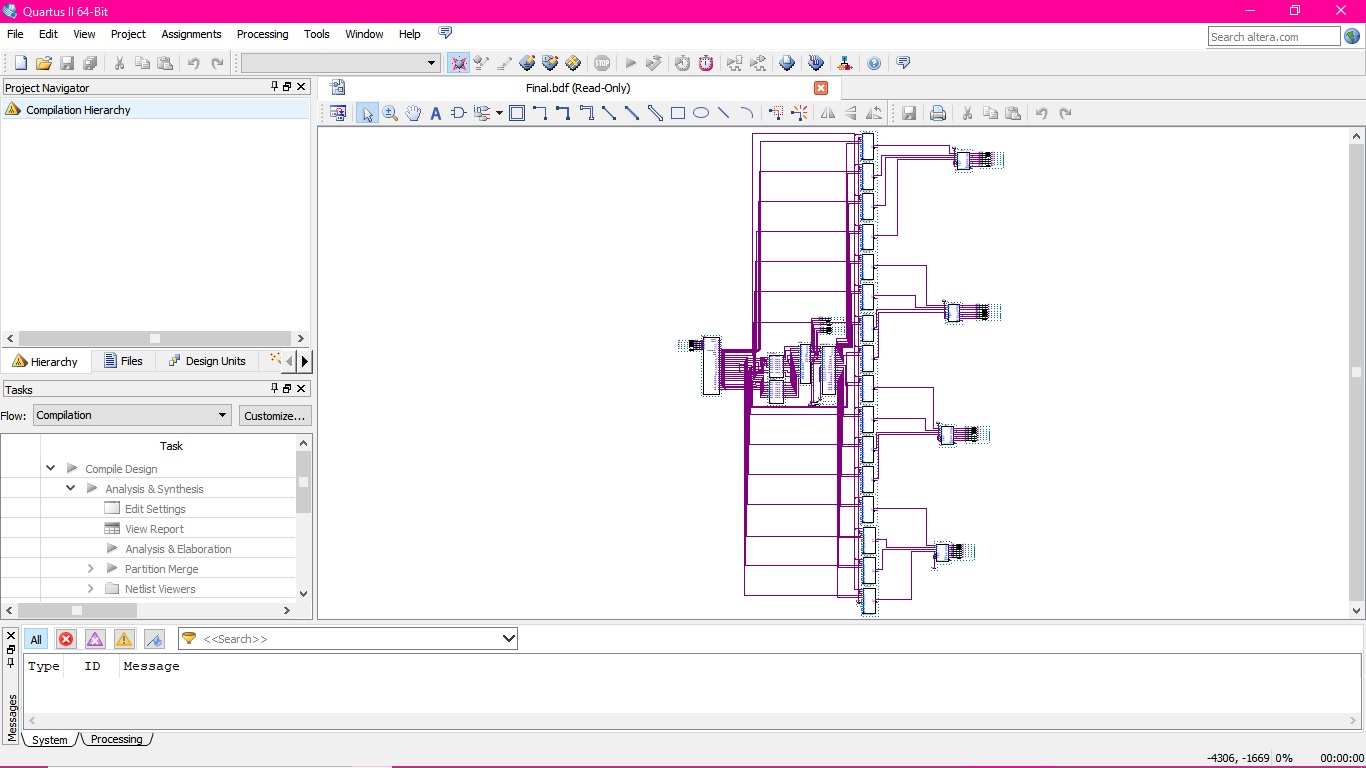 Quartus II 64-Bit
File Edit View Project Assignments Processing Tools Window Help
Search altera.com
Project Navigator
Final.bdf (Read-Only)
Compilation Hierarchy
Hierarchy Files Design Units
Tasks
Flow: Compilation Customize...
Task
Compile Design
Analysis & Synthesis
Edit Settings
View Report
Analysis & Elaboration
Partition Merge
Netlist Viewers
All <<Search>>
Type ID Message
Messages
System Processing
-4306, -1669 0% 00:00:00